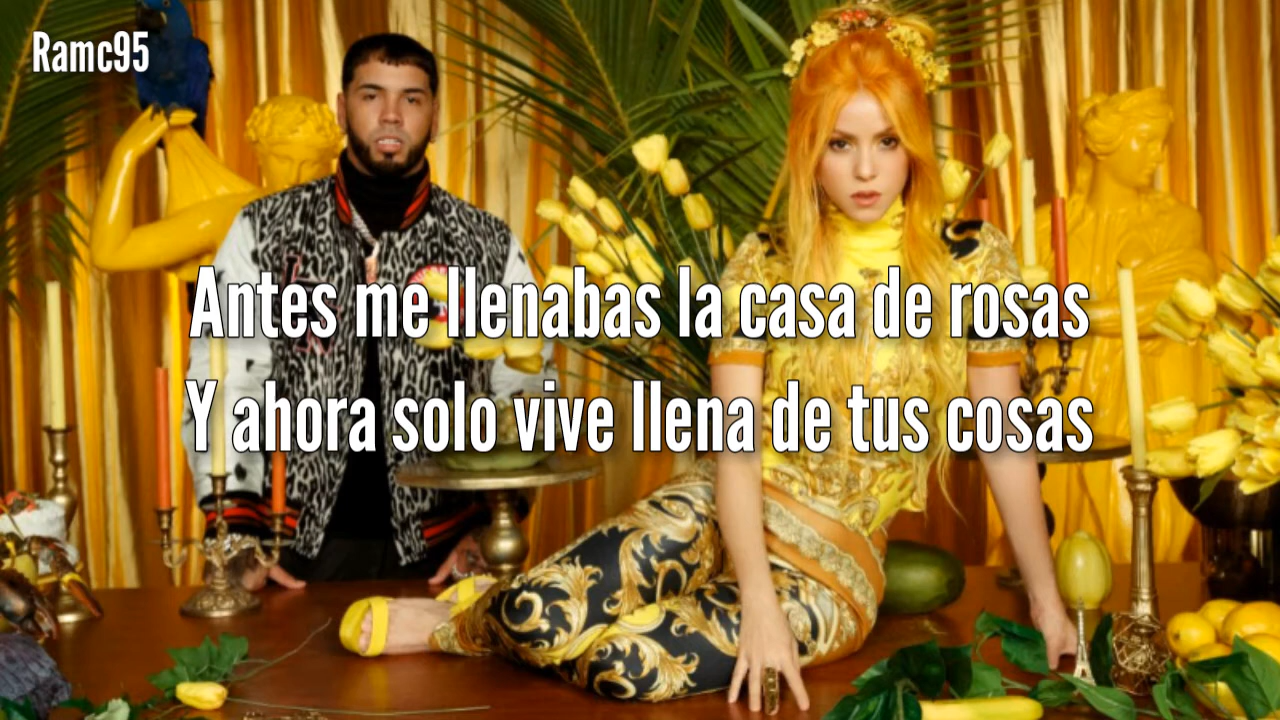 Ramc95
Antes me llenabas la casa de rosas
Y ahora solo vive llena de tus cosas